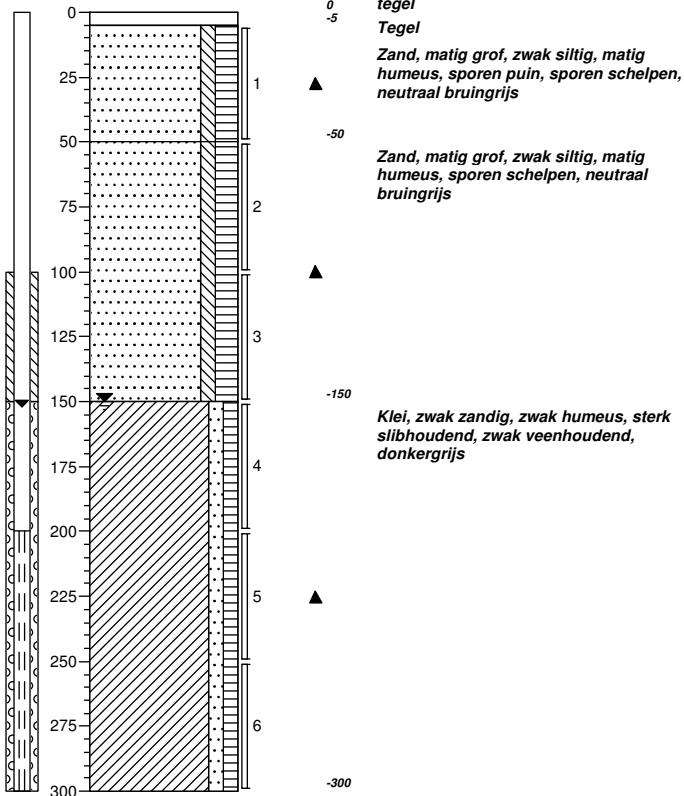 0
25
50
75
100
125
150
175
200
225
250
275
300
1
2
3
4
5
6
0 tegel
-5
Tegel
Zand, matig grof, zwak siltig, matig
humeus, sporen puin, sporen schelpen,
neutraal bruingrijs
-50
Zand, matig grof, zwak siltig, matig
humeus, sporen schelpen, neutraal
bruingrijs
-150
Klei, zwak zandig, zwak humeus, sterk
slibhoudend, zwak veenhoudend,
donkergrijs
-300